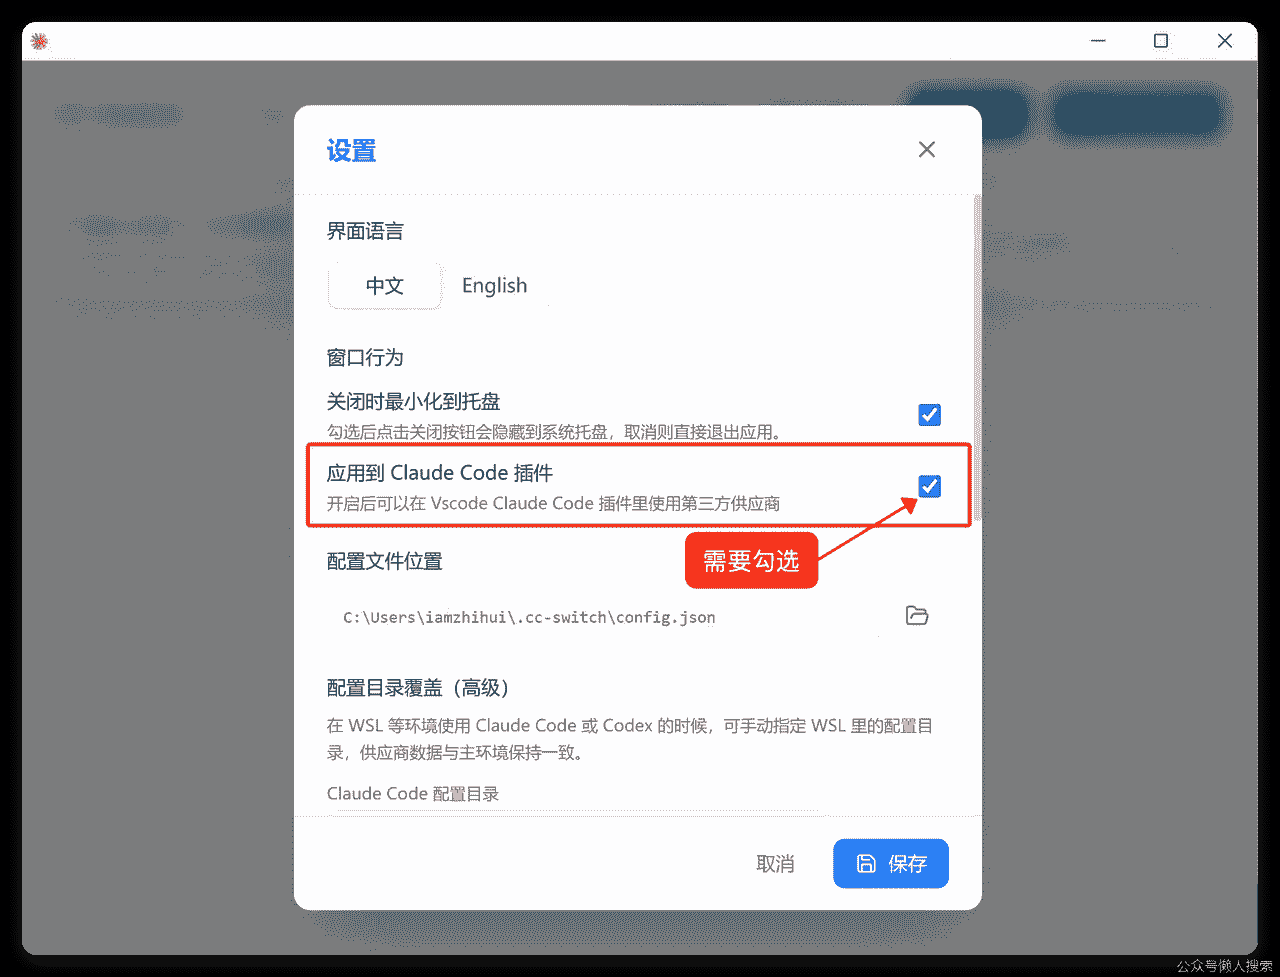 设置
界面语言
中文 English
窗口行为
关闭时最小化到托盘
勾选后点击关闭按钮会隐藏到系统托盘，取消则直接退出应用。
应用到 Claude Code 插件
开启后可以在 Vscode Claude Code 插件里使用第三方供应商
需要勾选
配置文件位置
C:\Users\iamzhihui\.cc-switch\config.json
配置目录覆盖（高级）
在 WSL 等环境使用 Claude Code 或 Codex 的时候，可手动指定 WSL 里的配置目
录，供应商数据与主环境保持一致。
Claude Code 配置目录
取消 保存
公众号懒人搜索